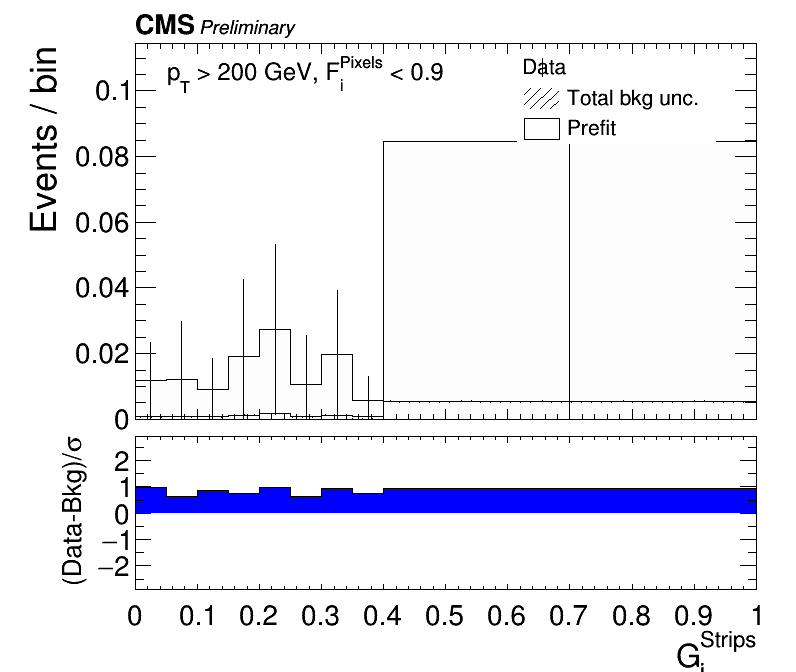 CMS Preliminary
p_T > 200 GeV, F_i^Pixels < 0.9
Data
Total bkg unc.
Prefit
Events / bin
0.1
0.08
0.06
0.04
0.02
0
(Data-Bkg)/σ
2
1
0
−1
−2
0 0.1 0.2 0.3 0.4 0.5 0.6 0.7 0.8 0.9 1
G_i^Strips